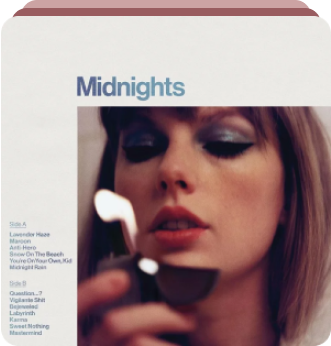 Midnights
Side A
Lavender Haze
Maroon
Anti-Hero
Snow On The Beach
You're On Your Own, Kid
Midnight Rain
Side B
Question...?
Vigilante Shit
Bejeweled
Labyrinth
Karma
Sweet Nothing
Mastermind